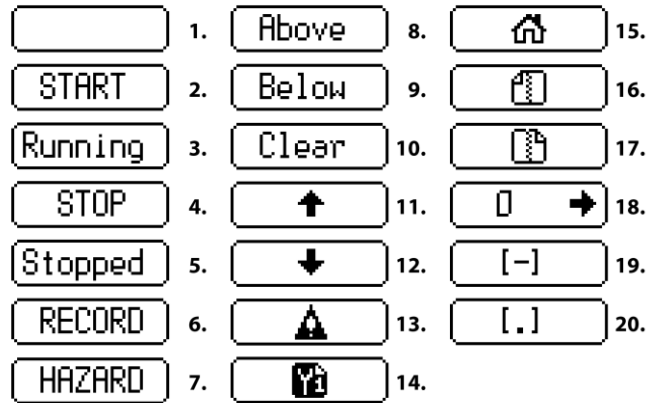 1.
START 2.
Running 3.
STOP 4.
Stopped 5.
RECORD 6.
HAZARD 7.
Above 8.
Below 9.
Clear 10.
11.
12.
13.
Y1 14.
15.
16.
17.
0 18.
[-] 19.
[.] 20.